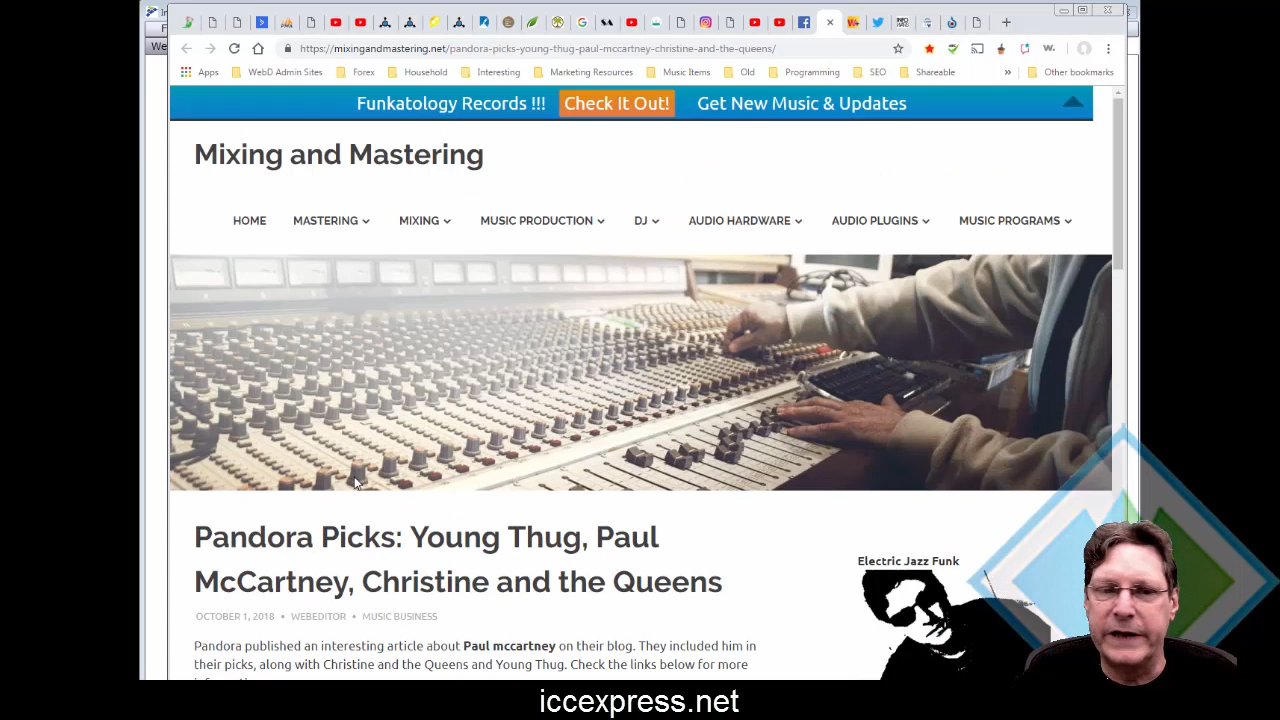 W.
https://mixingandmastering.net/pandora-picks-young-thug-paul-mccartney-christine-and-the-queens/
Apps WebD Admin Sites Forex Household Interesting Marketing Resources Music Items Old Programming SEO Shareable » Other bookmarks
Funkatology Records !!! Check It Out! Get New Music & Updates
Mixing and Mastering
HOME MASTERING MIXING MUSIC PRODUCTION DJ AUDIO HARDWARE AUDIO PLUGINS MUSIC PROGRAMS
Pandora Picks: Young Thug, Paul
McCartney, Christine and the Queens
OCTOBER 1, 2018 • WEBEDITOR • MUSIC BUSINESS
Electric Jazz Funk
Pandora published an interesting article about Paul mccartney on their blog. They included him in
their picks, along with Christine and the Queens and Young Thug. Check the links below for more
iccexpress.net